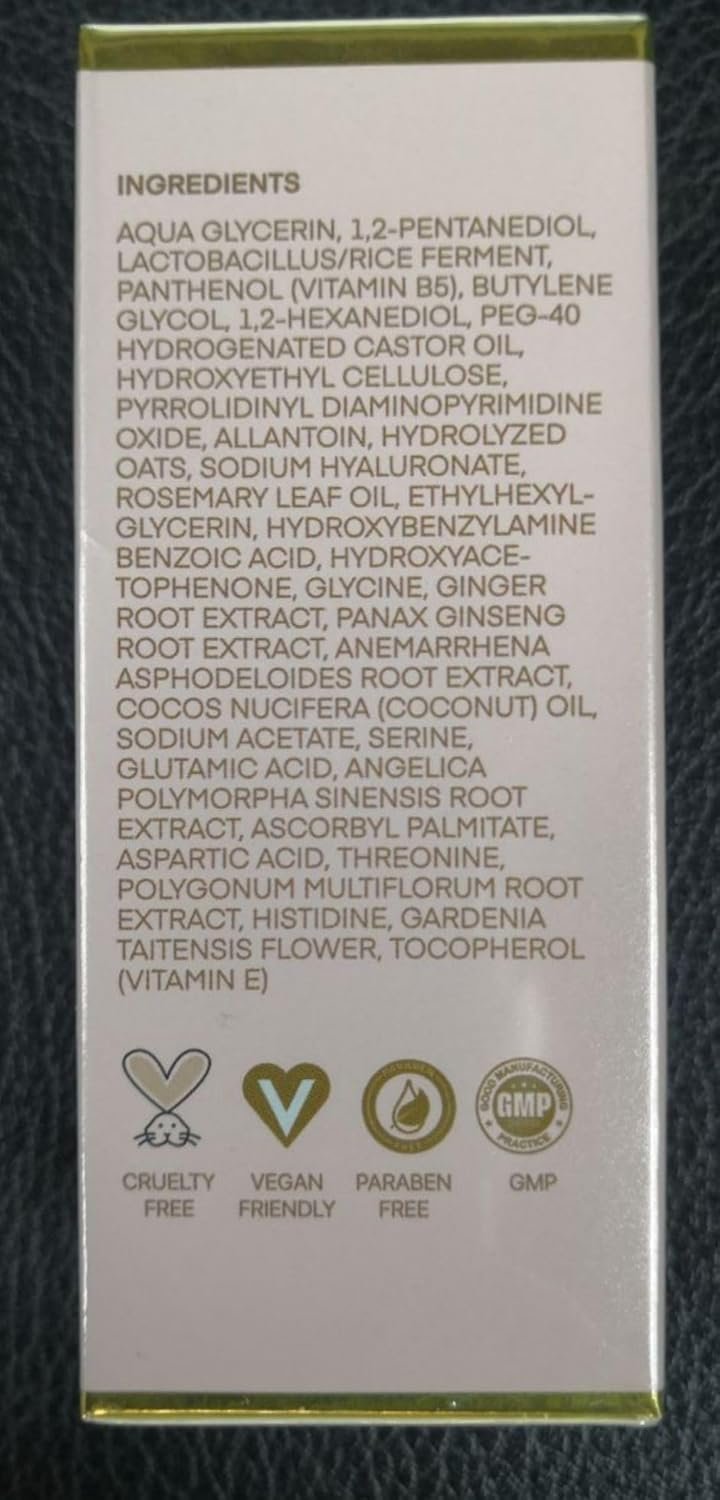 INGREDIENTS
AQUA GLYCERIN, 1,2-PENTANEDIOL,
LACTOBACILLUS/RICE FERMENT,
PANTHENOL (VITAMIN B5), BUTYLENE
GLYCOL, 1,2-HEXANEDIOL, PEG-40
HYDROGENATED CASTOR OIL,
HYDROXYETHYL CELLULOSE,
PYRROLIDINYL DIAMINOPYRIMIDINE
OXIDE, ALLANTOIN, HYDROLYZED
OATS, SODIUM HYALURONATE,
ROSEMARY LEAF OIL, ETHYLHEXYL-
GLYCERIN, HYDROXYBENZYLAMINE
BENZOIC ACID, HYDROXYACE-
TOPHENONE, GLYCINE, GINGER
ROOT EXTRACT, PANAX GINSENG
ROOT EXTRACT, ANEMARRHENA
ASPHODELOIDES ROOT EXTRACT,
COCOS NUCIFERA (COCONUT) OIL,
SODIUM ACETATE, SERINE,
GLUTAMIC ACID, ANGELICA
POLYMORPHA SINENSIS ROOT
EXTRACT, ASCORBYL PALMITATE,
ASPARTIC ACID, THREONINE,
POLYGONUM MULTIFLORUM ROOT
EXTRACT, HISTIDINE, GARDENIA
TAITENSIS FLOWER, TOCOPHEROL
(VITAMIN E)
V
PARABEN
FREE
GOOD MANUFACTURING
GMP
PRACTICE
CRUELTY
FREE
VEGAN
FRIENDLY
PARABEN
FREE
GMP